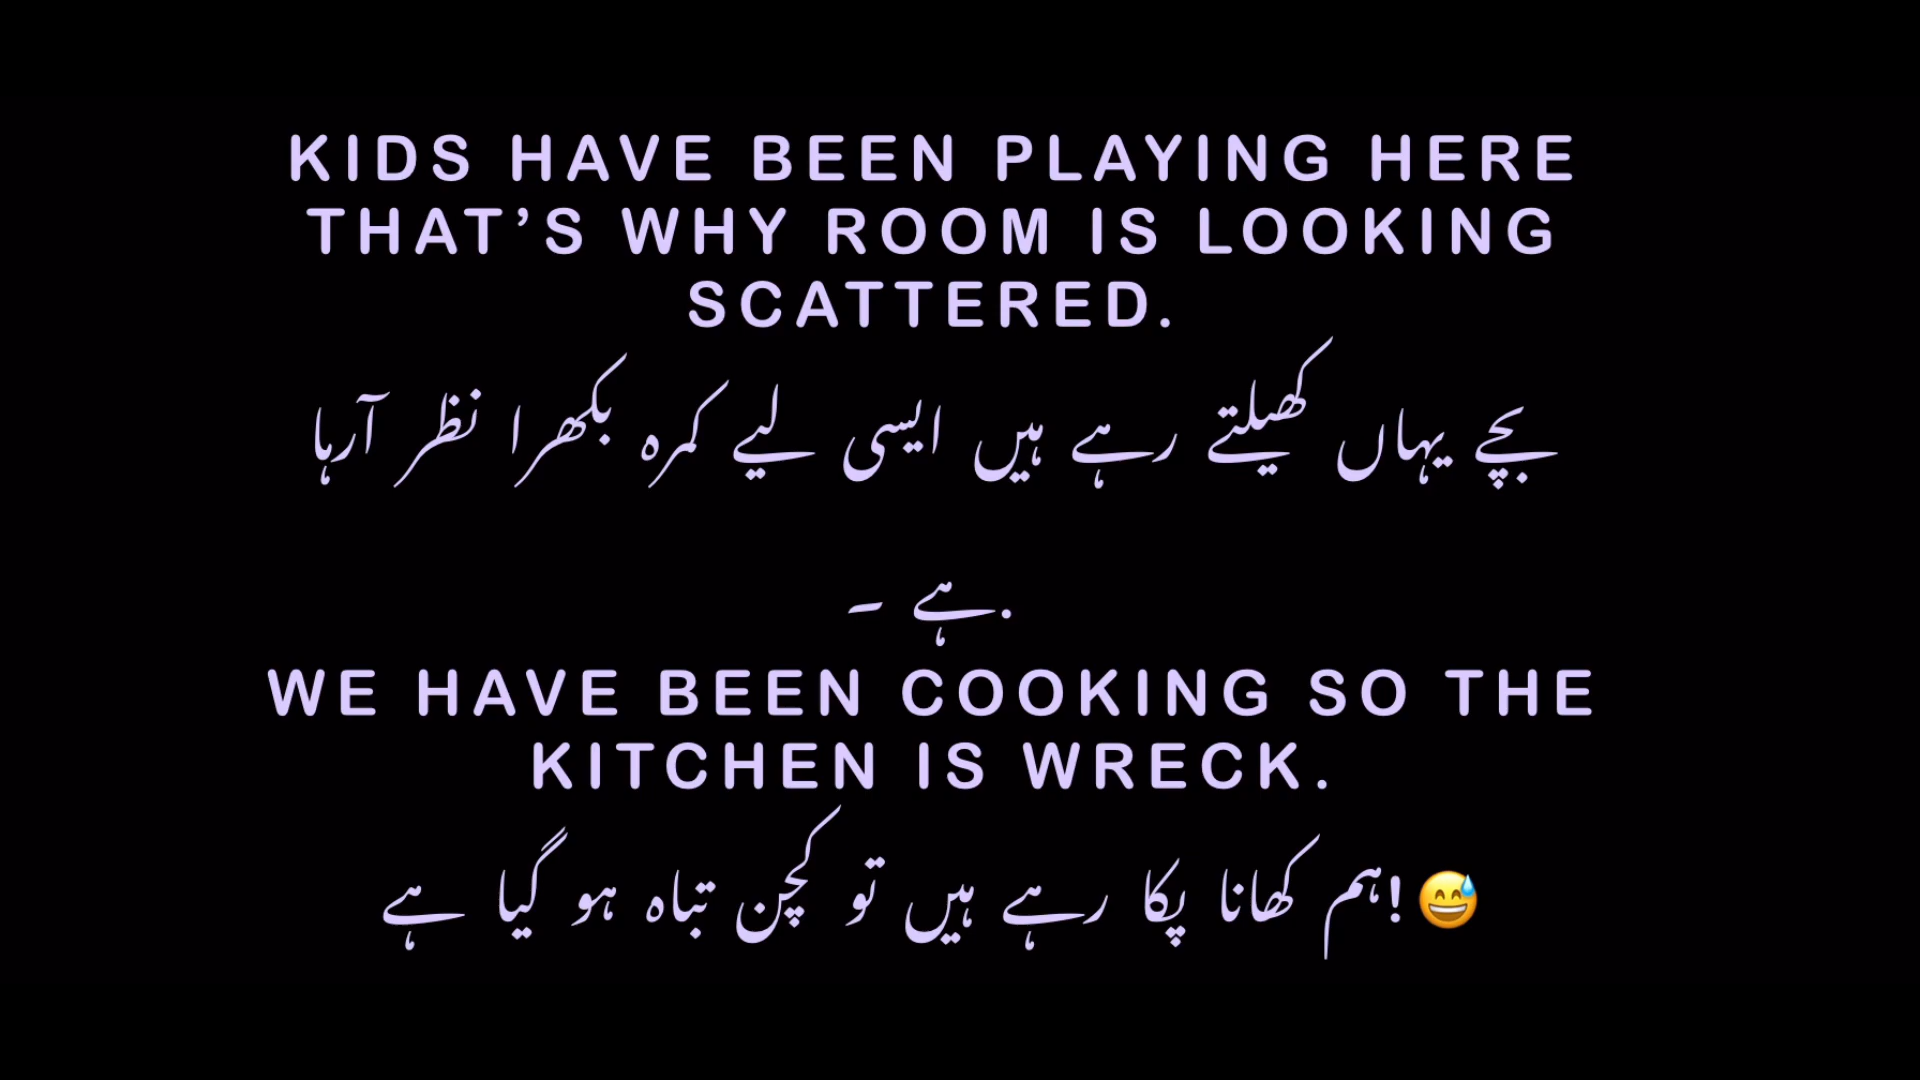 KIDS HAVE BEEN PLAYING HERE
THAT’S WHY ROOM IS LOOKING
SCATTERED.
بچے یہاں کھیلتے رہے ہیں ایسی لیے کمرہ بکھرا نظر آرہا
.ہے ۔
WE HAVE BEEN COOKING SO THE
KITCHEN IS WRECK.
😅!ہم کھانا پکا رہے ہیں تو کچن تباہ ہو گیا ہے